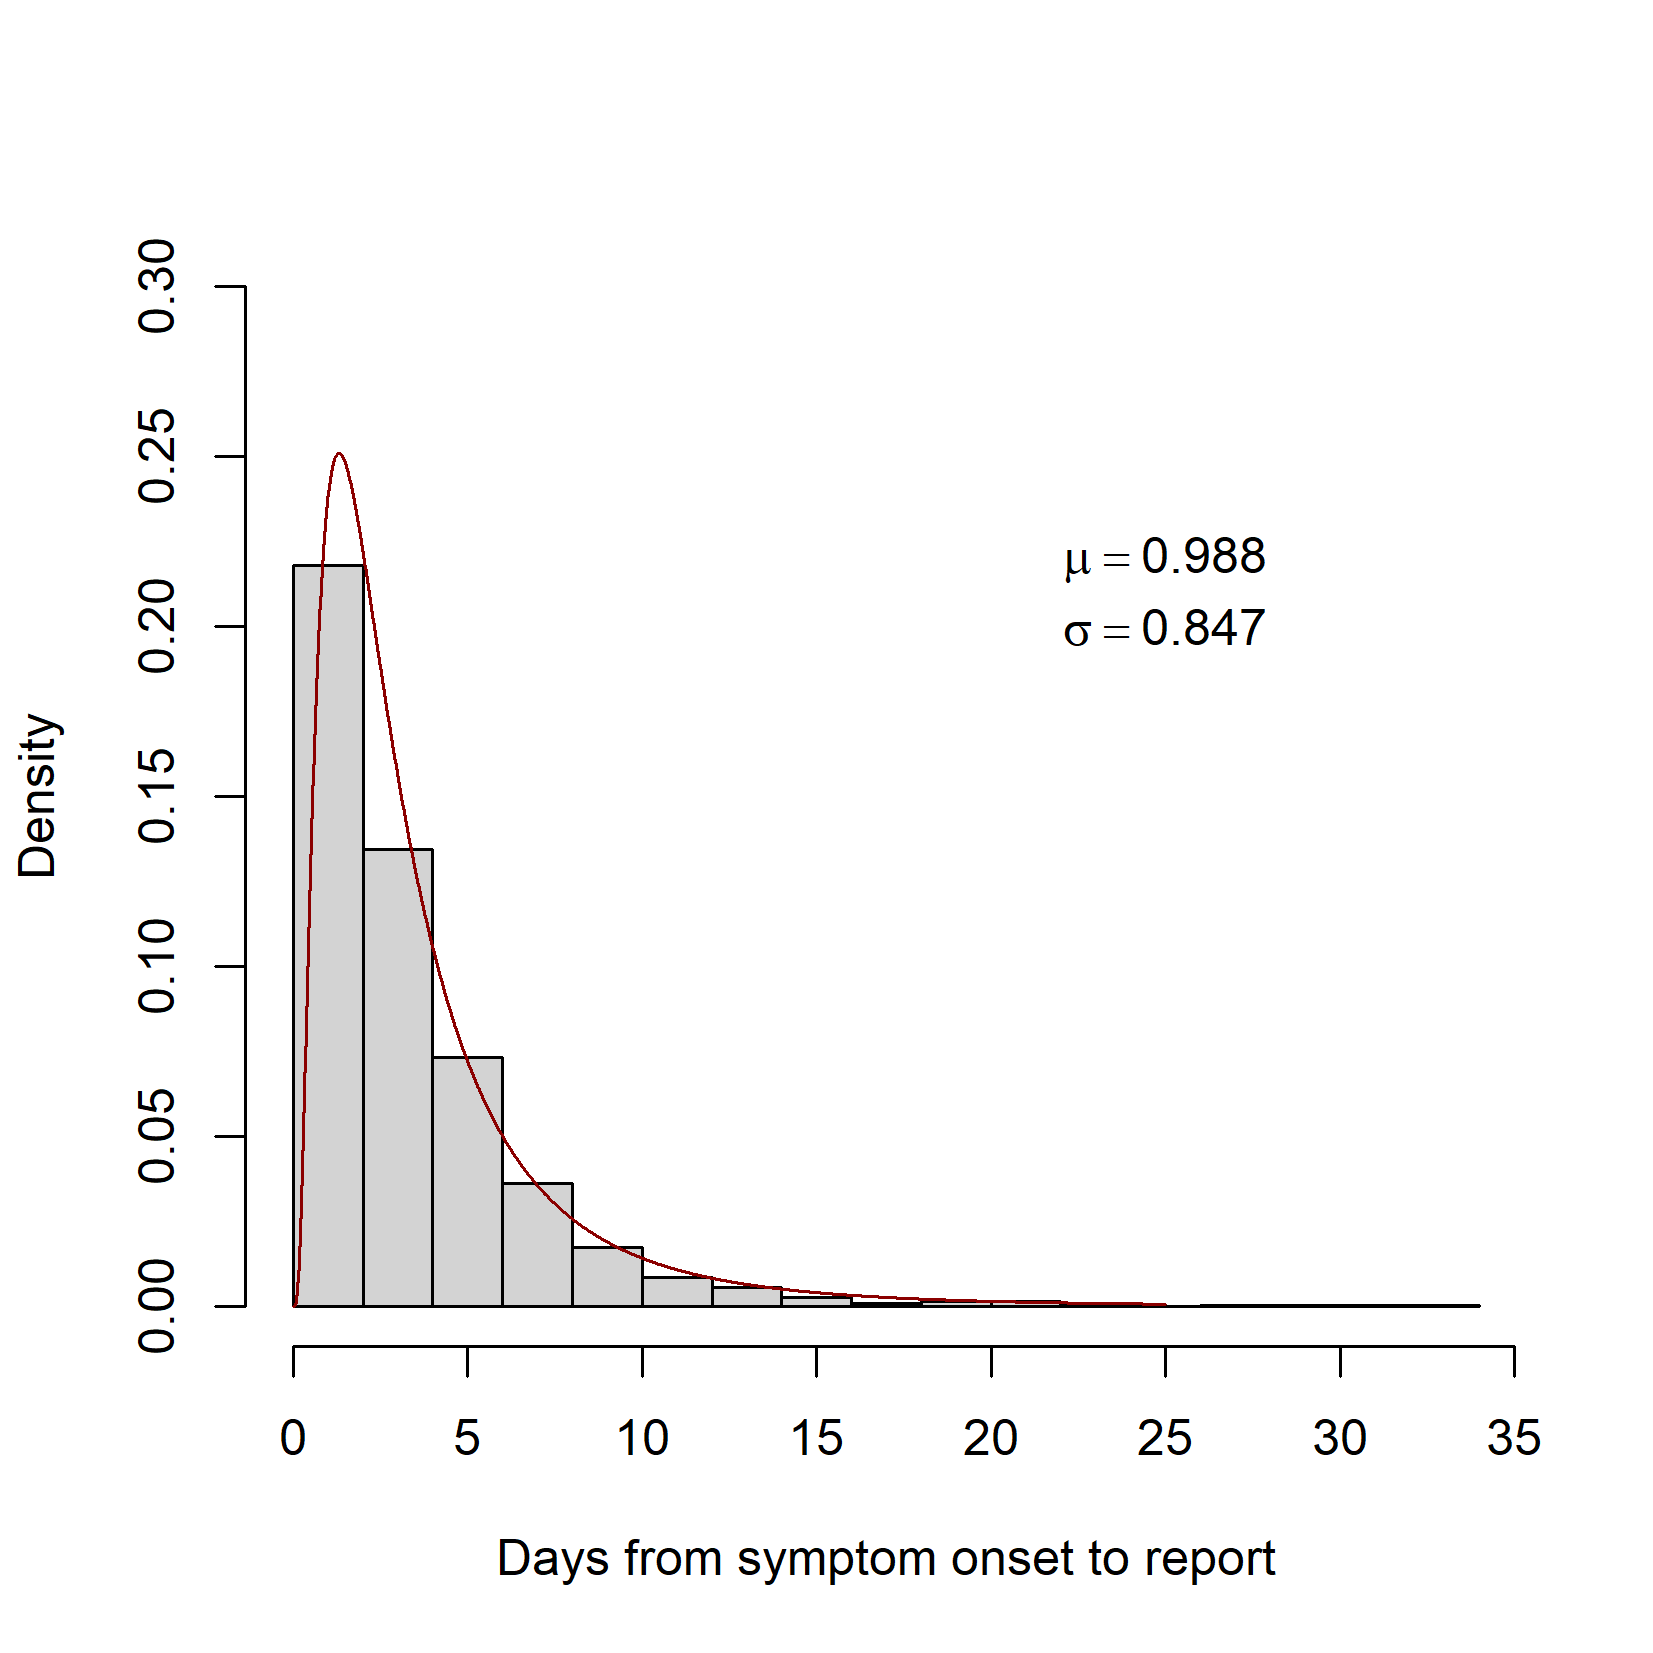 0.30
0.25
0.20
0.15
0.10
0.05
0.00
Density
μ = 0.988
σ = 0.847
0 5 10 15 20 25 30 35
Days from symptom onset to report